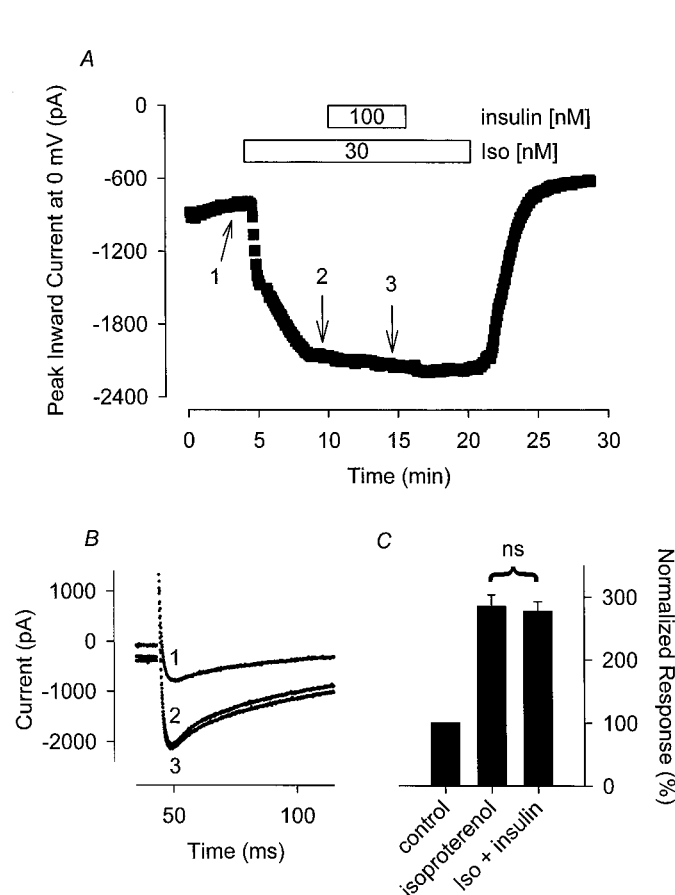 A
Peak Inward Current at 0 mV (pA)
0
-600
-1200
-1800
-2400
100
insulin [nM]
30
Iso [nM]
1
2
3
0 5 10 15 20 25 30
Time (min)
B
Current (pA)
1000
0
-1000
-2000
1
2
3
50 100
Time (ms)
C
ns
300
200
100
0
Normalized Response (%)
control
isoproterenol
Iso + insulin